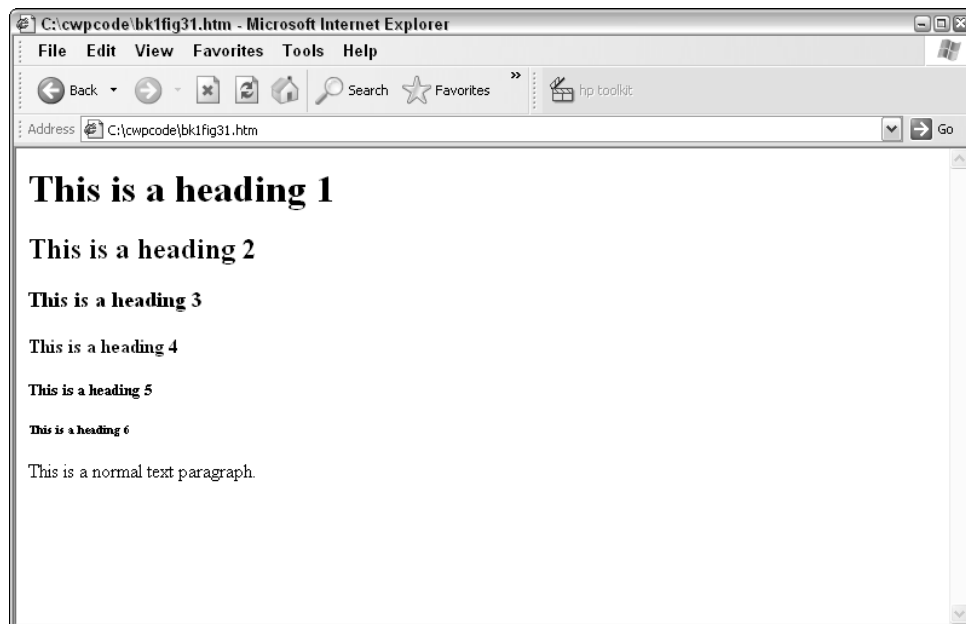 C:\cwpcode\bk1fig31.htm - Microsoft Internet Explorer
File Edit View Favorites Tools Help
Back Search Favorites » hp toolkit
Address C:\cwpcode\bk1fig31.htm Go
This is a heading 1
This is a heading 2
This is a heading 3
This is a heading 4
This is a heading 5
This is a heading 6
This is a normal text paragraph.